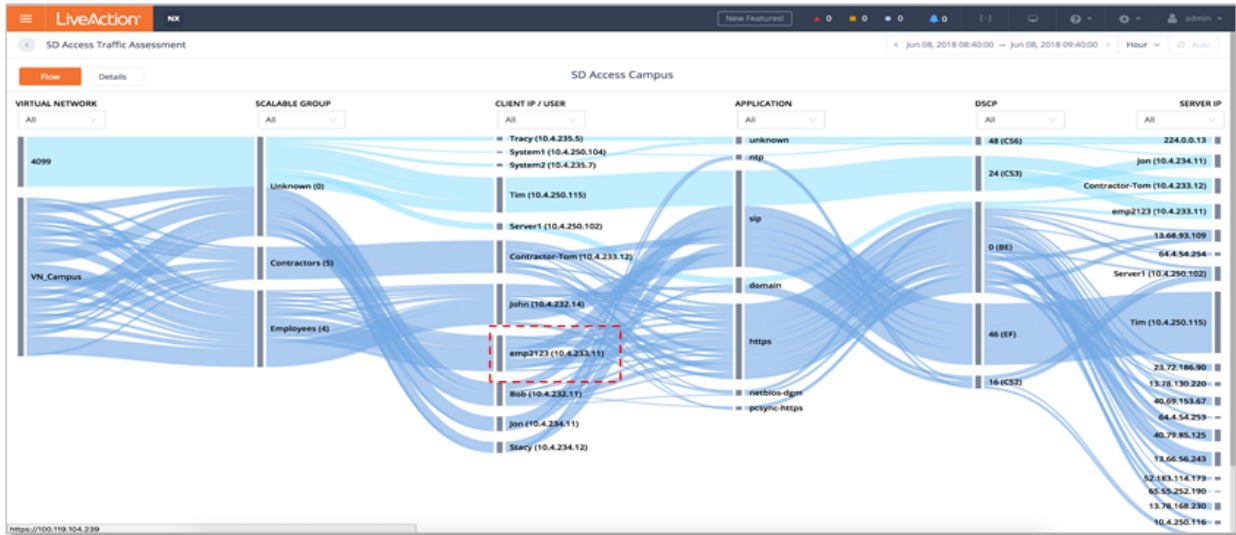 LiveAction NX New Features! 0 0 0 0 (-) admin
SD Access Traffic Assessment Jun 08, 2018 08:40:00 → Jun 08, 2018 09:40:00 Hour Auto
Flow Details SD Access Campus
VIRTUAL NETWORK SCALABLE GROUP CLIENT IP / USER APPLICATION DSCP SERVER IP
All All All All All All
4099
VN_Campus
Unknown (0)
Contractors (5)
Employees (4)
Tracy (10.4.235.5)
System1 (10.4.250.104)
System2 (10.4.235.7)
Tim (10.4.250.115)
Server1 (10.4.250.102)
Contractor-Tom (10.4.233.12)
John (10.4.232.14)
emp2123 (10.4.233.11)
Bob (10.4.232.11)
Jon (10.4.234.11)
Stacy (10.4.234.12)
unknown
ntp
sip
domain
https
netbios-dgm
pcsync-https
48 (CS6)
24 (CS3)
0 (BE)
46 (EF)
16 (CS2)
224.0.0.13
Jon (10.4.234.11)
Contractor-Tom (10.4.233.12)
emp2123 (10.4.233.11)
13.68.93.109
64.4.54.254
Server1 (10.4.250.102)
Tim (10.4.250.115)
23.72.186.90
13.78.130.220
40.69.153.67
64.4.54.253
40.79.85.125
13.66.56.243
52.183.114.173
65.55.252.190
13.78.168.230
10.4.250.116
https://100.119.104.239